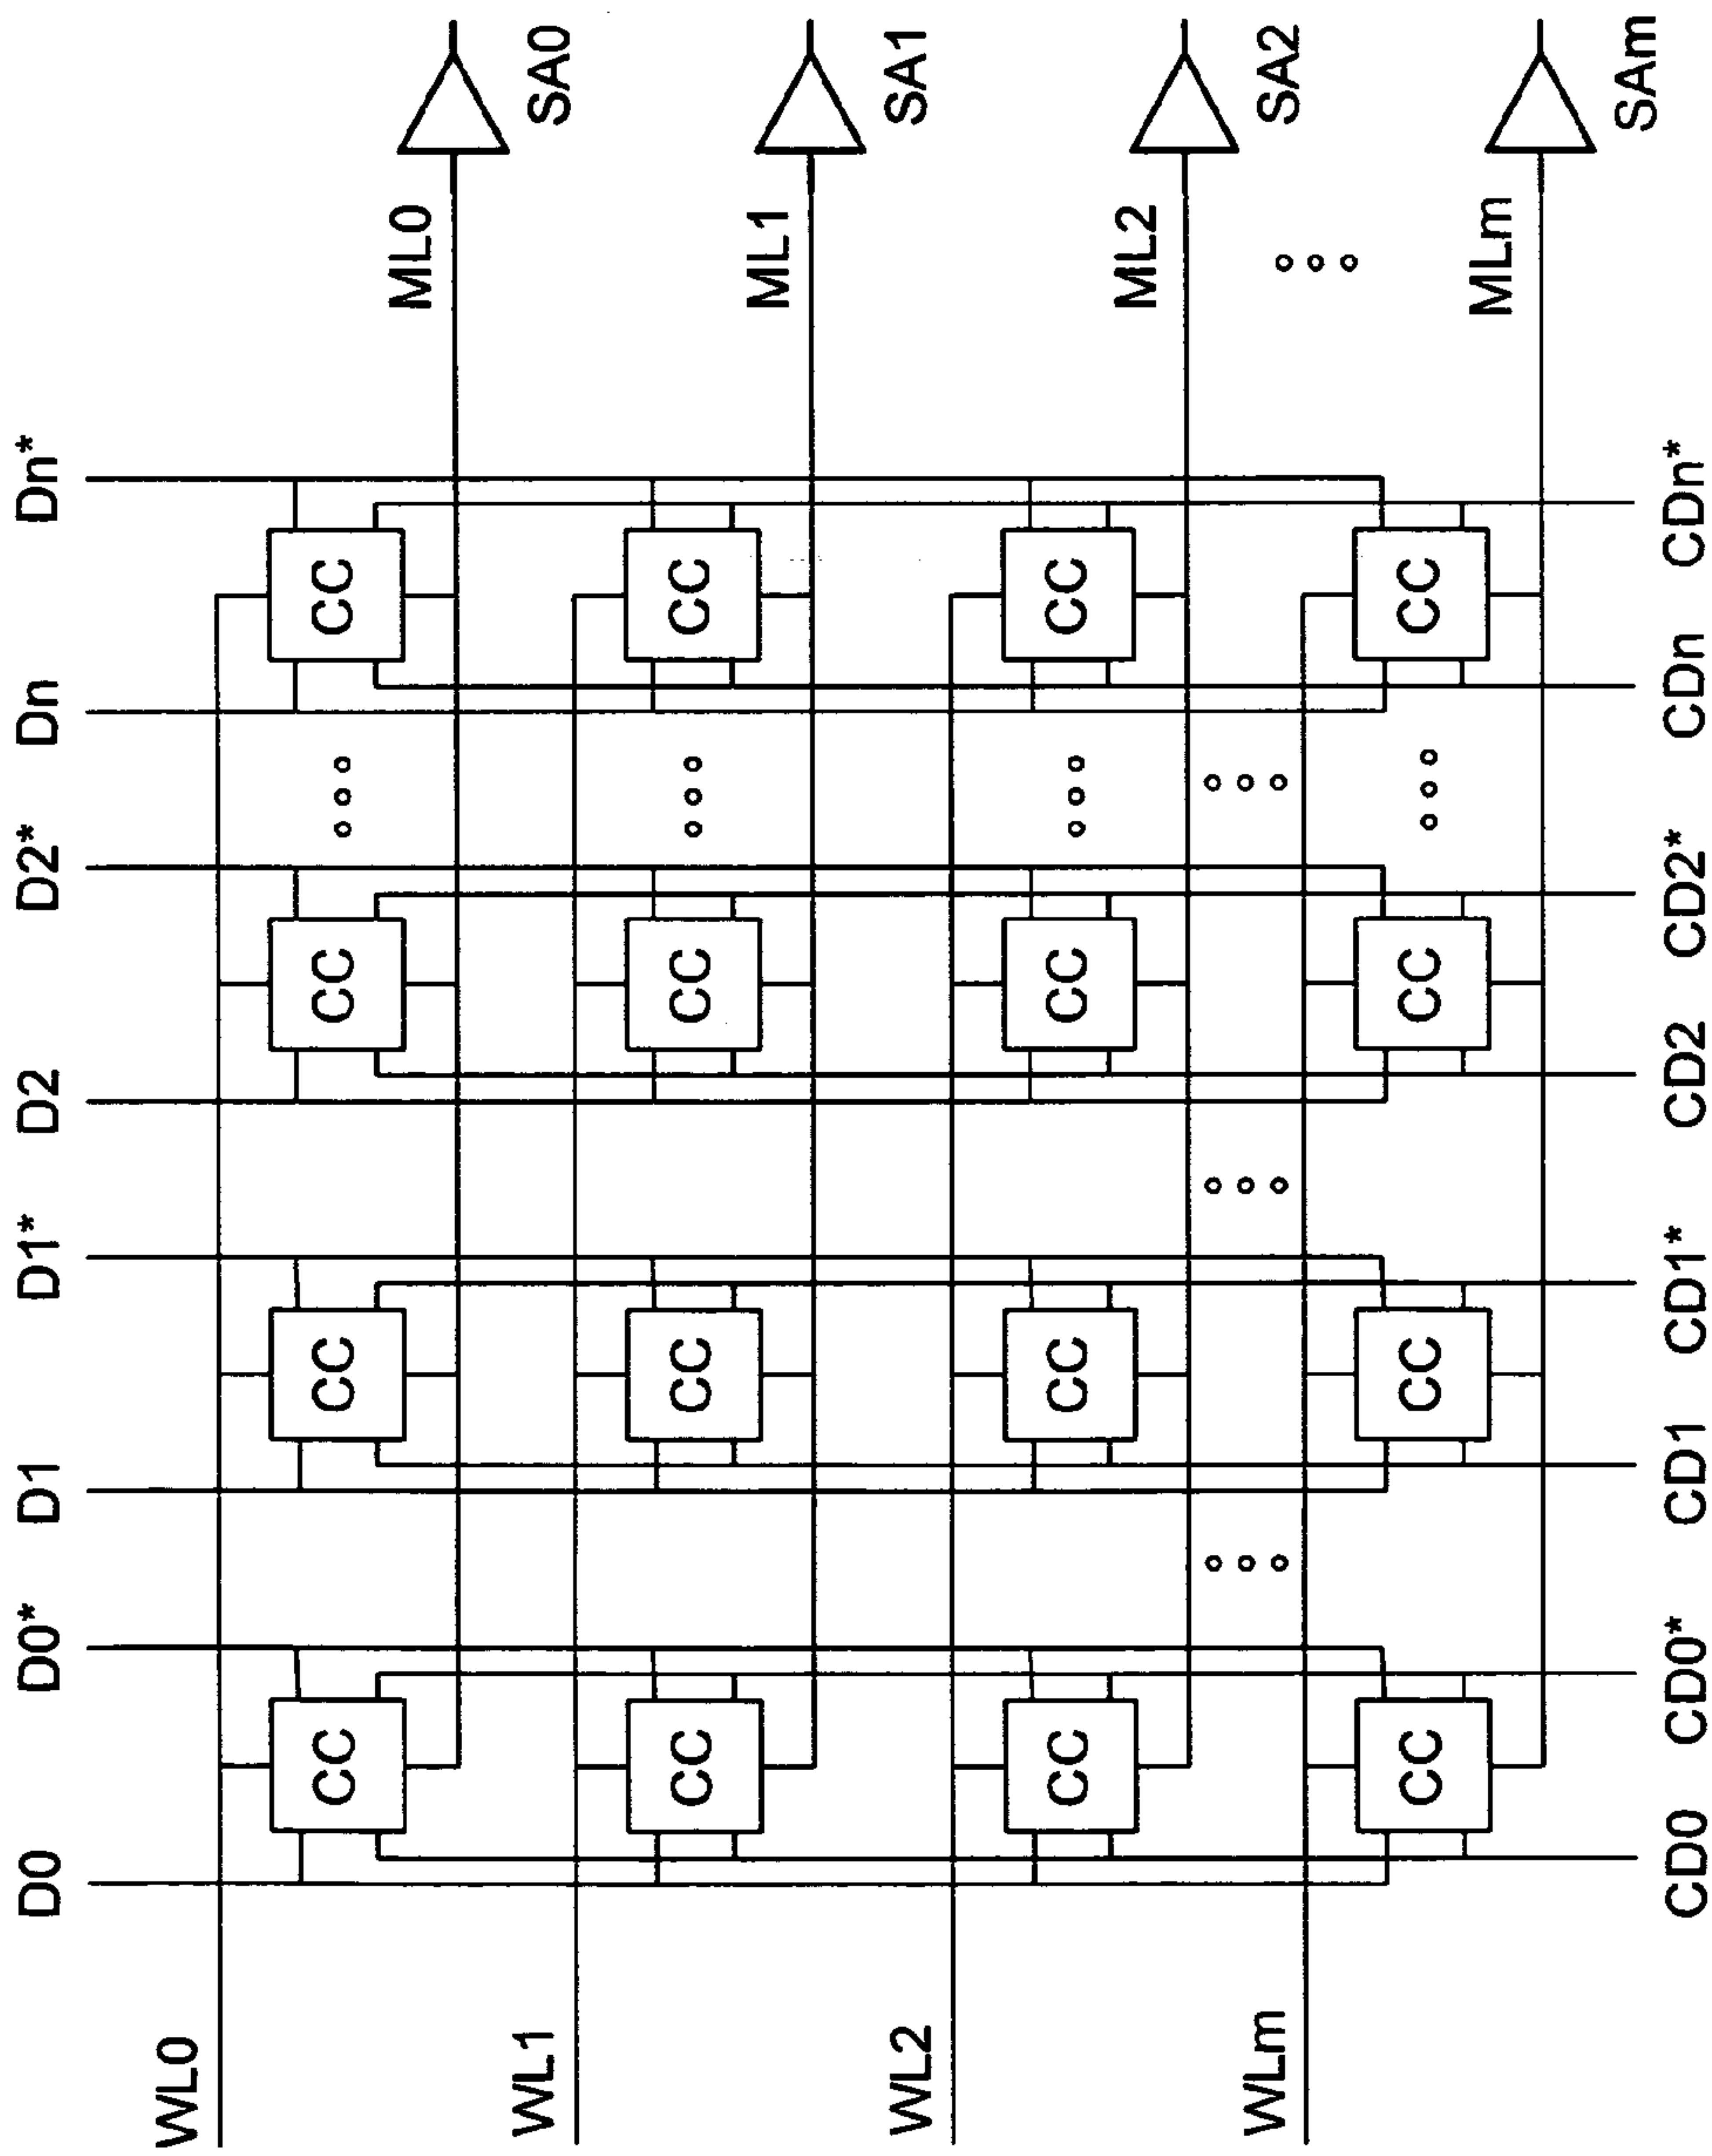 D0 D0* D1 D1* D2 D2* Dn Dn*
WL0
CC CC CC CC
ML0
SA0
WL1
CC CC CC CC
ML1
SA1
WL2
CC CC CC CC
ML2
SA2
WLm
CC CC CC CC
MLm
SAm
CD0 CD0* CD1 CD1* CD2 CD2* CDn CDn*